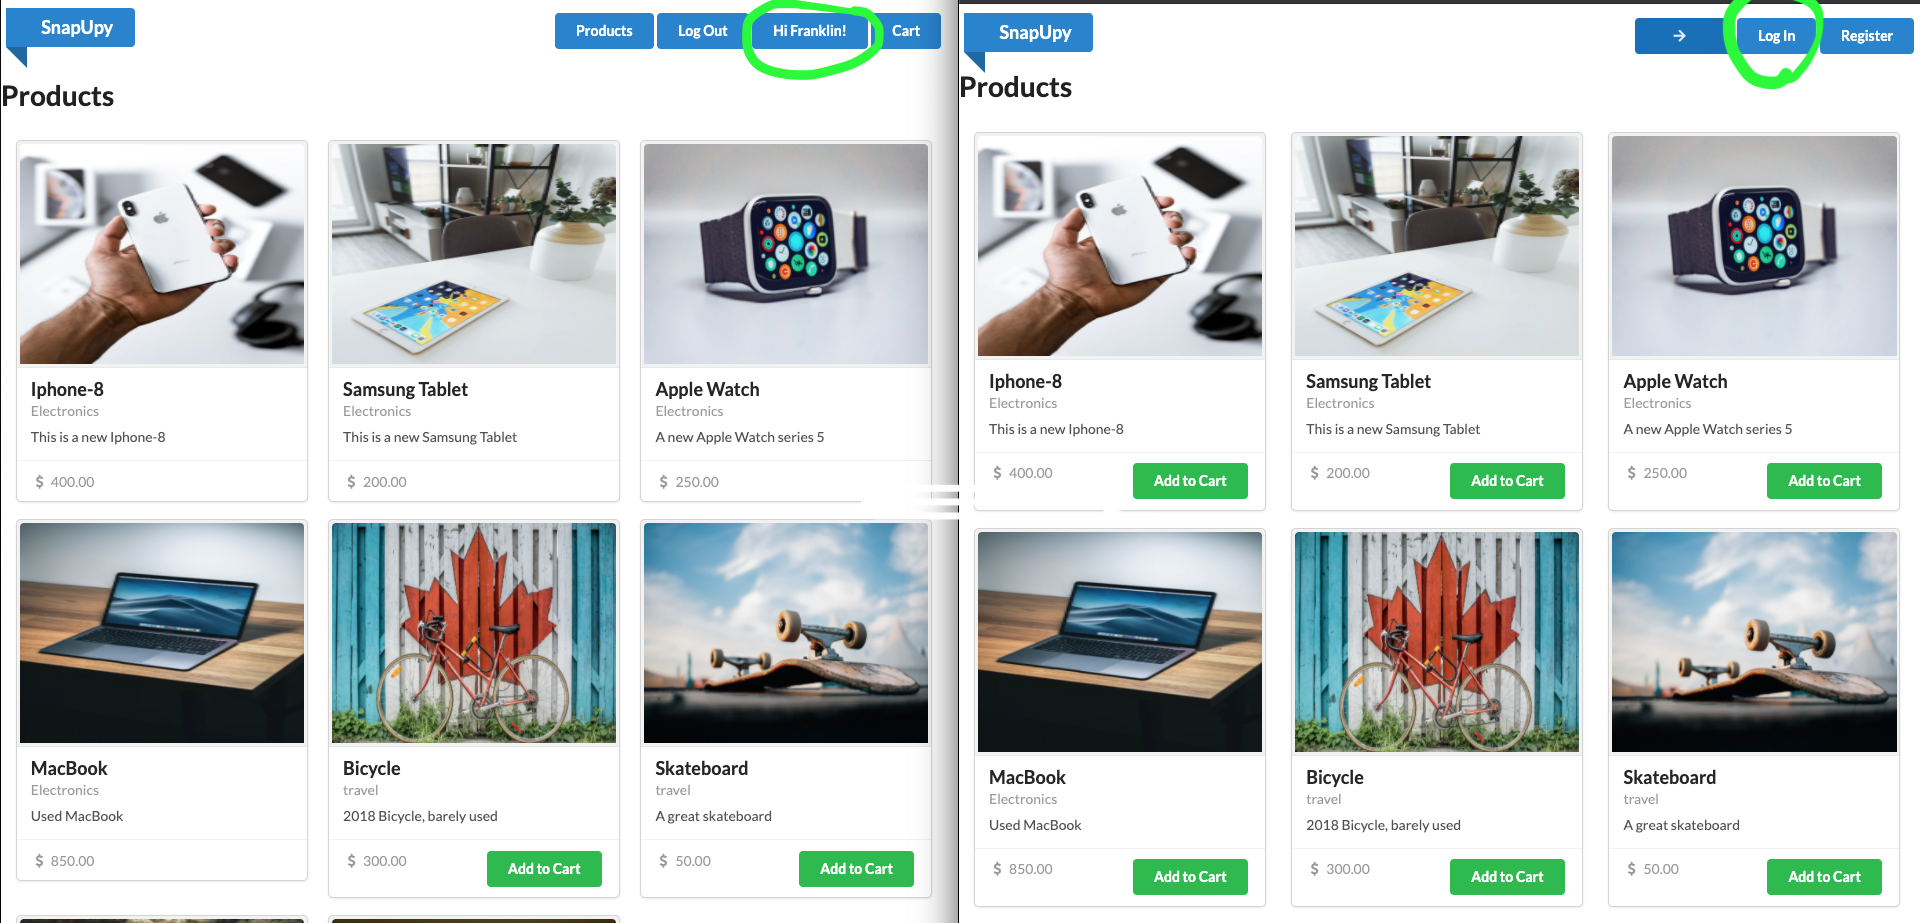 SnapUpy
Products
Log Out
Hi Franklin!
Cart
Products
Iphone-8
Electronics
This is a new Iphone-8
$ 400.00
Samsung Tablet
Electronics
This is a new Samsung Tablet
$ 200.00
Apple Watch
Electronics
A new Apple Watch series 5
$ 250.00
MacBook
Electronics
Used MacBook
$ 850.00
Bicycle
travel
2018 Bicycle, barely used
$ 300.00
Add to Cart
Skateboard
travel
A great skateboard
$ 50.00
Add to Cart
SnapUpy
Log In
Register
Products
Iphone-8
Electronics
This is a new Iphone-8
$ 400.00
Add to Cart
Samsung Tablet
Electronics
This is a new Samsung Tablet
$ 200.00
Add to Cart
Apple Watch
Electronics
A new Apple Watch series 5
$ 250.00
Add to Cart
MacBook
Electronics
Used MacBook
$ 850.00
Add to Cart
Bicycle
travel
2018 Bicycle, barely used
$ 300.00
Add to Cart
Skateboard
travel
A great skateboard
$ 50.00
Add to Cart